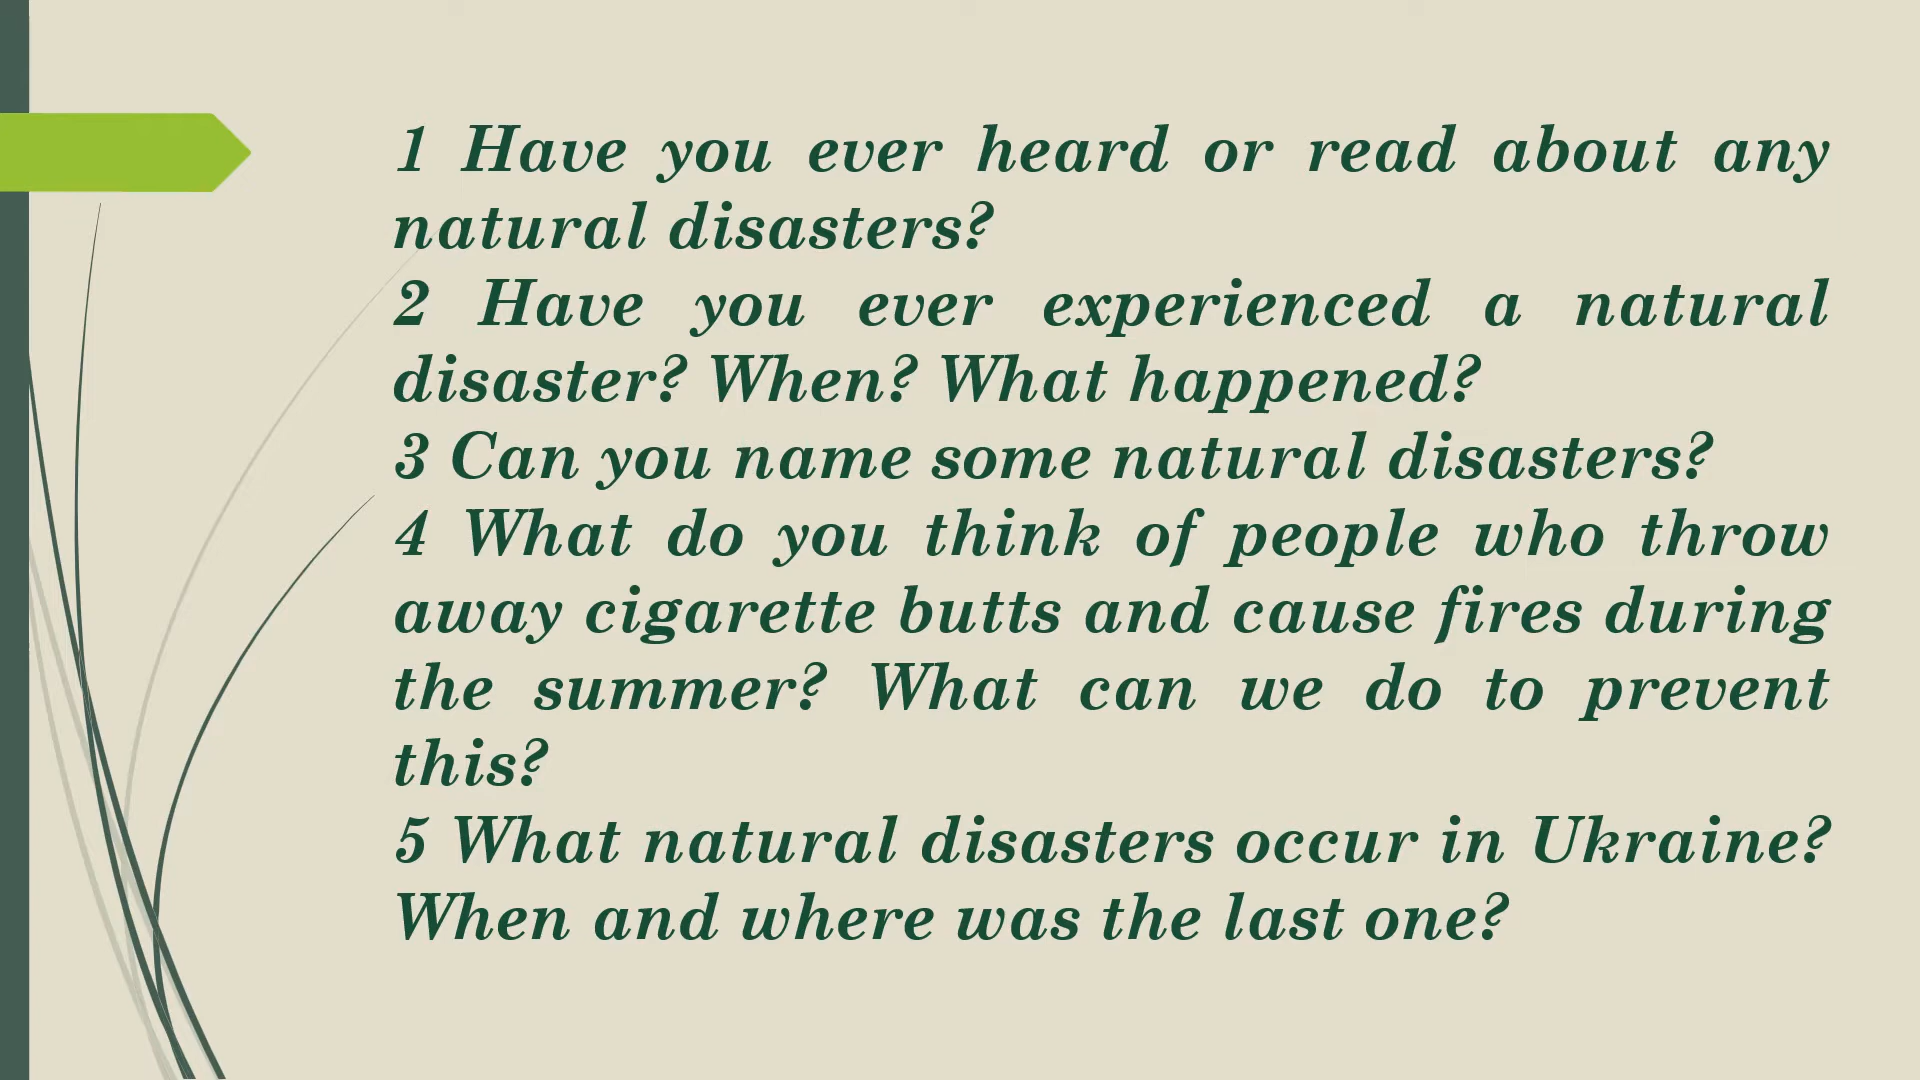 1 Have you ever heard or read about any
natural disasters?
2 Have you ever experienced a natural
disaster? When? What happened?
3 Can you name some natural disasters?
4 What do you think of people who throw
away cigarette butts and cause fires during
the summer? What can we do to prevent
this?
5 What natural disasters occur in Ukraine?
When and where was the last one?